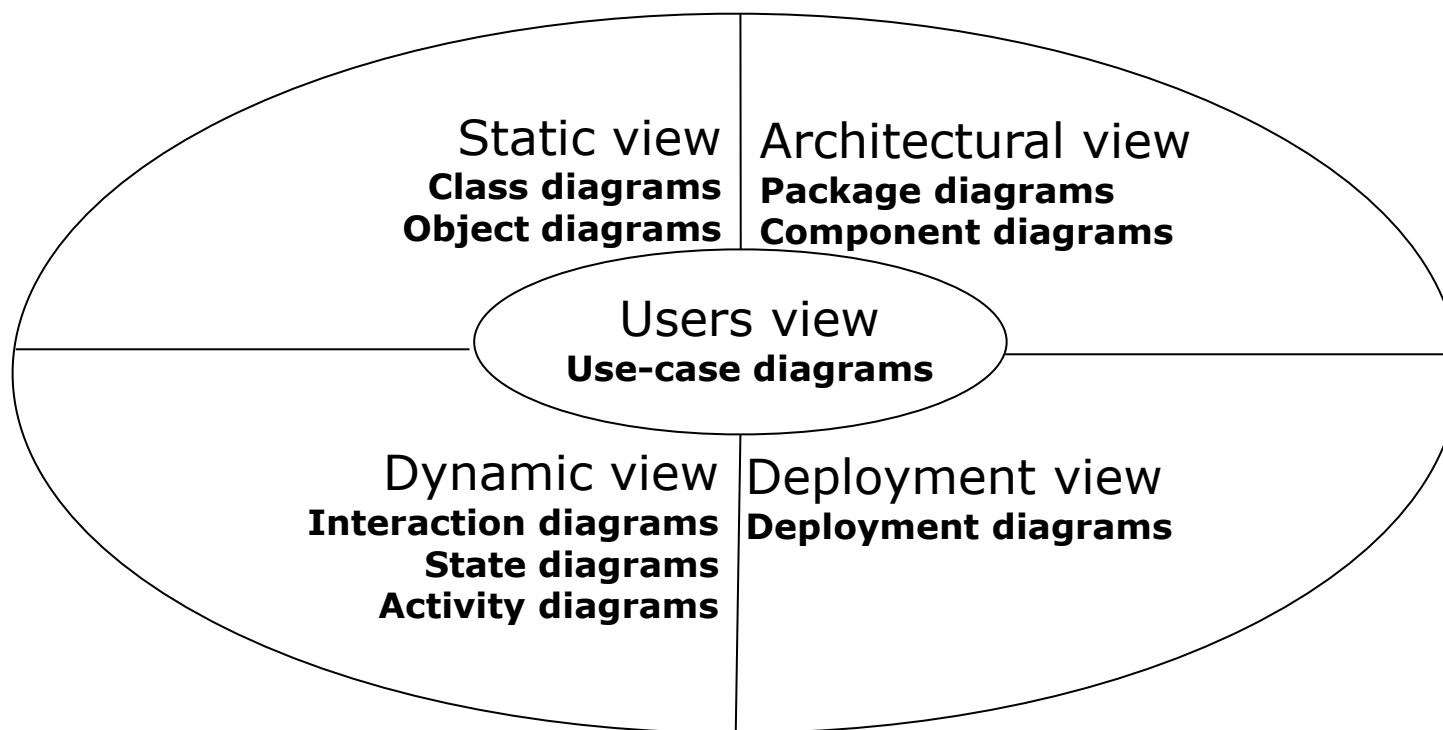 Static view
Class diagrams
Object diagrams
Architectural view
Package diagrams
Component diagrams
Users view
Use-case diagrams
Dynamic view
Interaction diagrams
State diagrams
Activity diagrams
Deployment view
Deployment diagrams